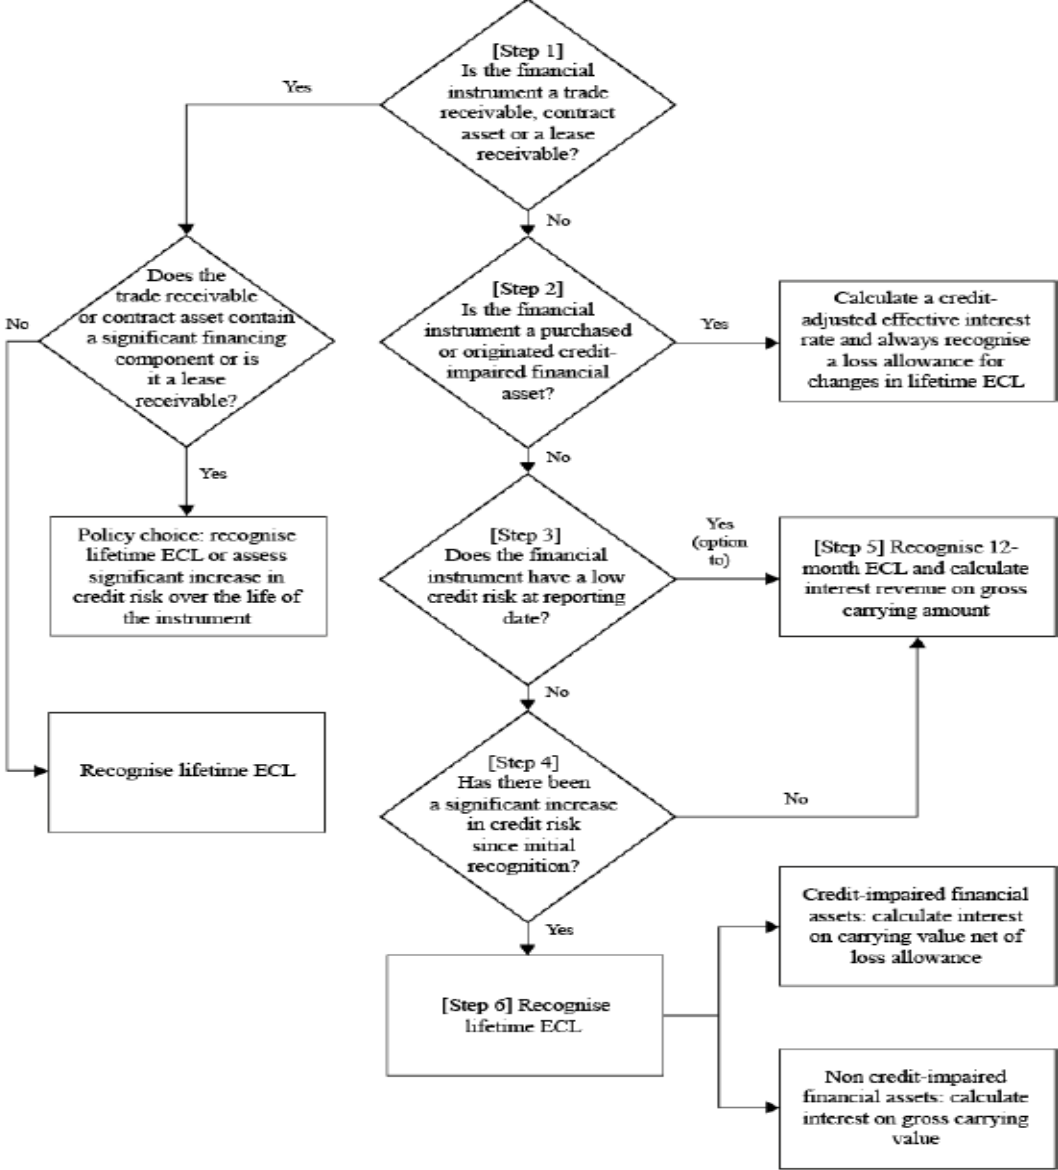 [Step 1]
Is the financial
instrument a trade
receivable, contract
asset or a lease
receivable?
Yes
No
Does the
trade receivable
or contract asset contain
a significant financing
component or is
it a lease
receivable?
No
Yes
[Step 2]
Is the financial
instrument a purchased
or originated credit-
impaired financial
asset?
Yes
Calculate a credit-
adjusted effective interest
rate and always recognise
a loss allowance for
changes in lifetime ECL
No
Policy choice: recognise
lifetime ECL or assess
significant increase in
credit risk over the life of
the instrument
[Step 3]
Does the financial
instrument have a low
credit risk at reporting
date?
Yes
(option
to)
[Step 5] Recognise 12-
month ECL and calculate
interest revenue on gross
carrying amount
No
Recognise lifetime ECL
[Step 4]
Has there been
a significant increase
in credit risk
since initial
recognition?
No
Yes
[Step 6] Recognise
lifetime ECL
Credit-impaired financial
assets: calculate interest
on carrying value net of
loss allowance
Non credit-impaired
financial assets: calculate
interest on gross carrying
value